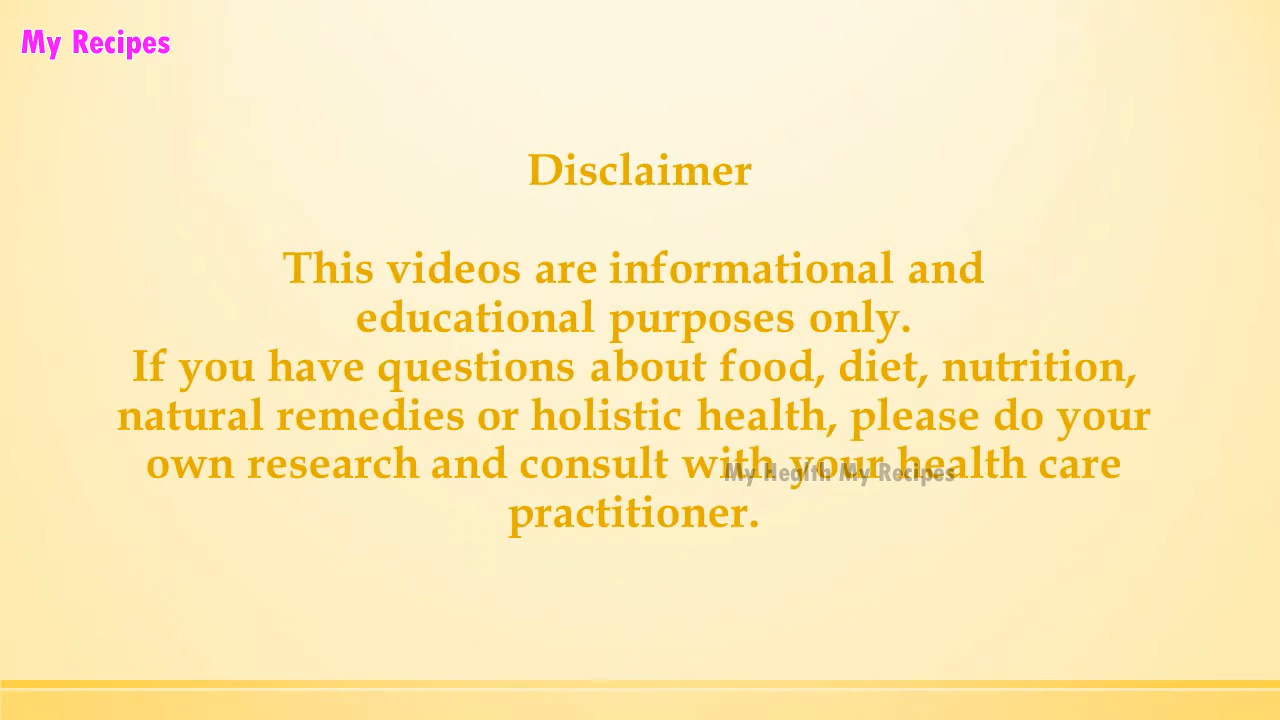 My Recipes
Disclaimer
This videos are informational and
educational purposes only.
If you have questions about food, diet, nutrition,
natural remedies or holistic health, please do your
own research and consult with your health care
My Health My Recipes
practitioner.